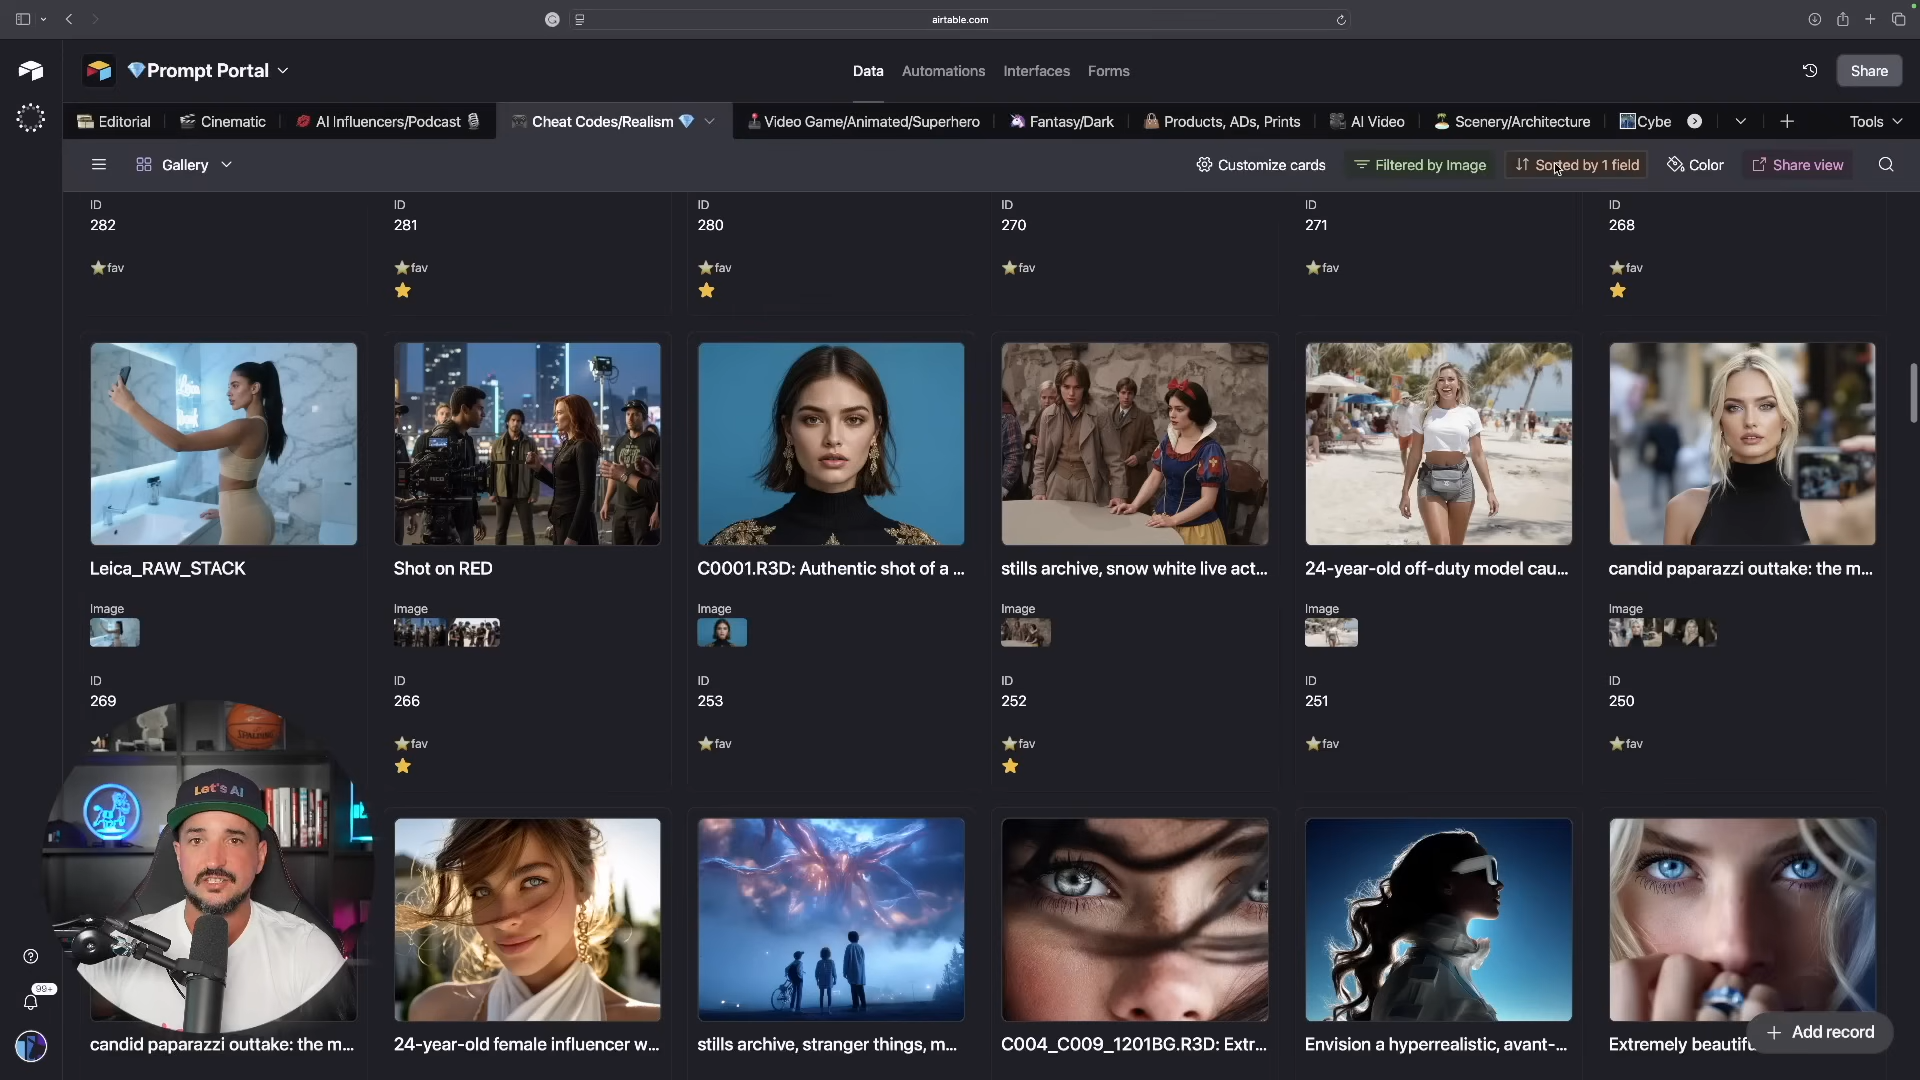 airtable.com
💎Prompt Portal
Data
Automations
Interfaces
Forms
Share
Editorial
Cinematic
AI Influencers/Podcast
Cheat Codes/Realism
Video Game/Animated/Superhero
Fantasy/Dark
Products, ADs, Prints
AI Video
Scenery/Architecture
Cybe
Tools
Gallery
Customize cards
Filtered by Image
Sorted by 1 field
Color
Share view
ID
ID
ID
ID
ID
ID
282
281
280
270
271
268
⭐fav
⭐fav
⭐fav
⭐fav
⭐fav
⭐fav
Leica_RAW_STACK
Shot on RED
C0001.R3D: Authentic shot of a ...
stills archive, snow white live act...
24-year-old off-duty model cau...
candid paparazzi outtake: the m...
Image
Image
Image
Image
Image
Image
ID
ID
ID
ID
ID
ID
269
266
253
252
251
250
SPALDING
⭐fav
⭐fav
⭐fav
⭐fav
⭐fav
Let's AI
99+
Add record
candid paparazzi outtake: the m...
24-year-old female influencer w...
stills archive, stranger things, m...
C004_C009_1201BG.R3D: Extr...
Envision a hyperrealistic, avant-...
Extremely beautifu